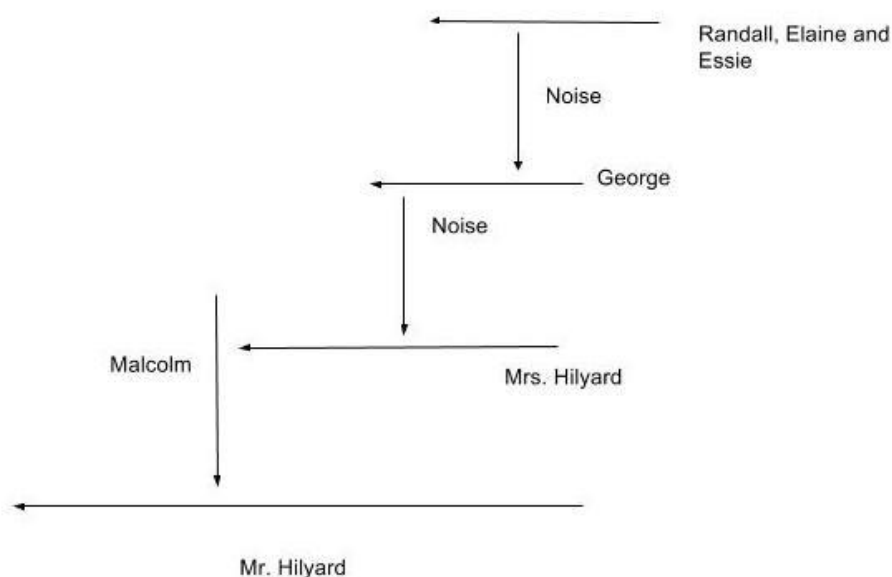 Randall, Elaine and
Essie
Noise
George
Noise
Malcolm
Mrs. Hilyard
Mr. Hilyard